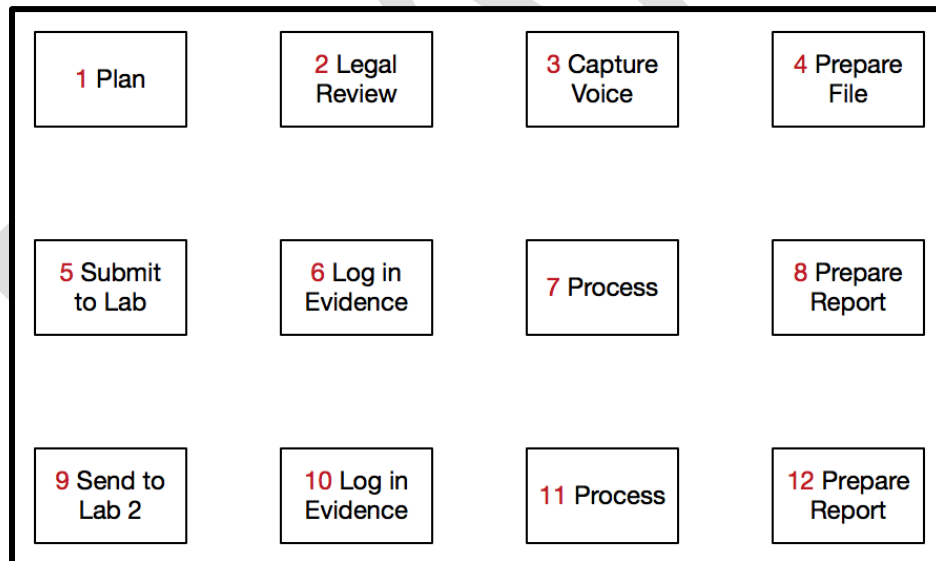 1 Plan
2 Legal
Review
3 Capture
Voice
4 Prepare
File
5 Submit
to Lab
6 Log in
Evidence
7 Process
8 Prepare
Report
9 Send to
Lab 2
10 Log in
Evidence
11 Process
12 Prepare
Report